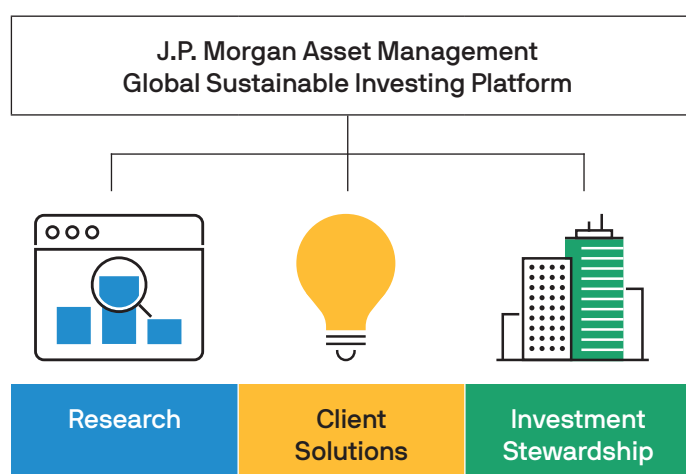 J.P. Morgan Asset Management
Global Sustainable Investing Platform
Research
Client
Solutions
Investment
Stewardship